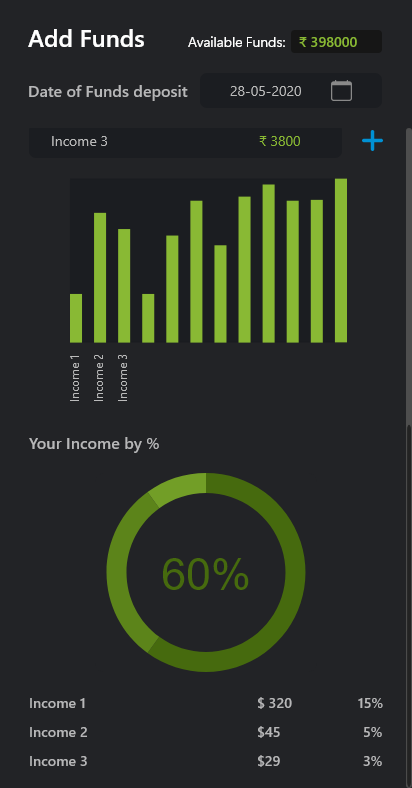 Add Funds Available Funds: ₹ 398000
Date of Funds deposit 28-05-2020
Income 3 ₹ 3800
Income 1
Income 2
Income 3
Your Income by %
60%
Income 1 $ 320 15%
Income 2 $45 5%
Income 3 $29 3%